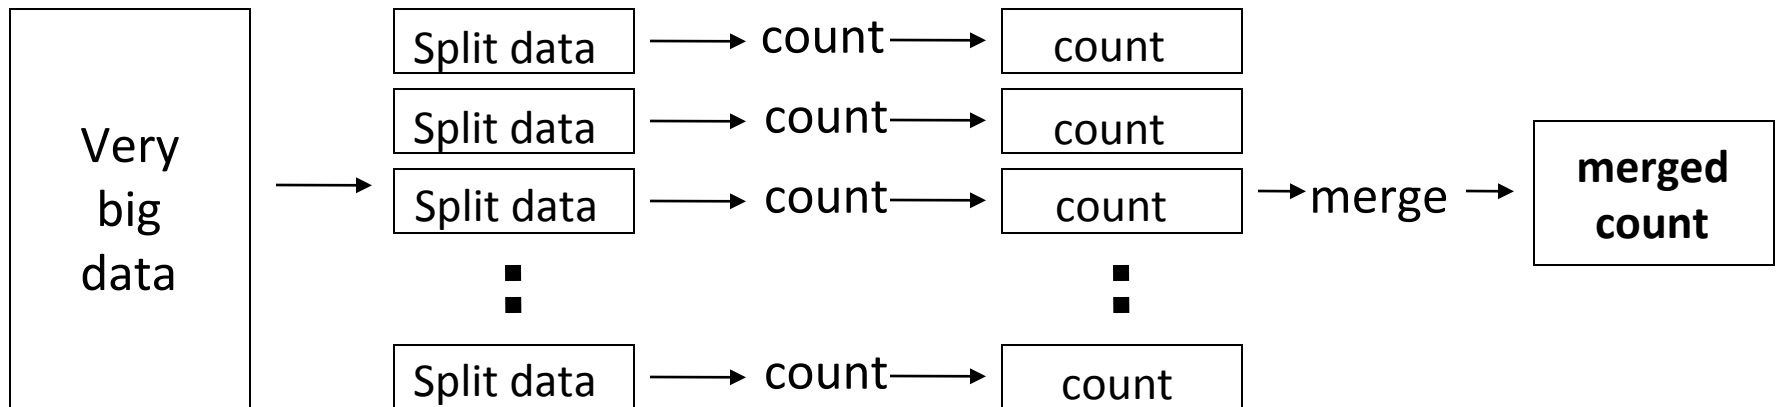 Very
big
data
Split data
count
count
Split data
count
count
Split data
count
count
Split data
count
count
merge
merged
count